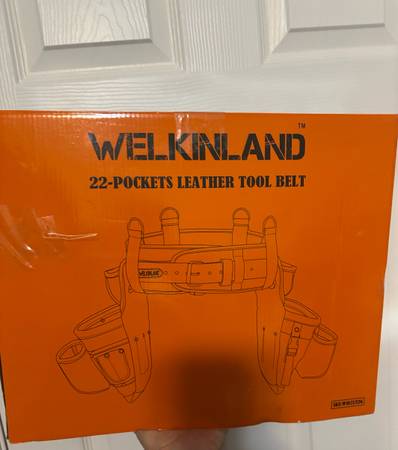 WELKINLAND
TM
22-POCKETS LEATHER TOOL BELT